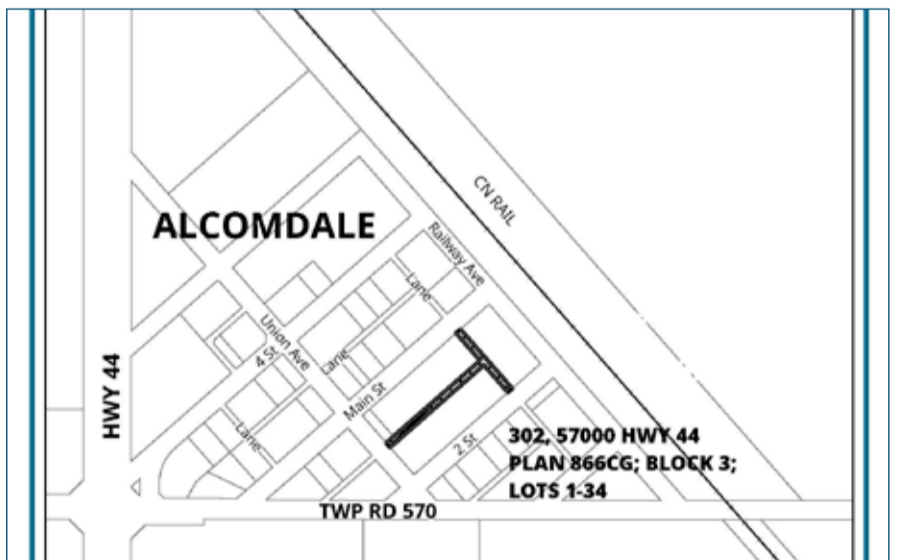 CN RAIL
ALCOMDALE
Railway Ave
Lane
Union Ave
4 St
Lane
HWY 44
Main St
Lane
2 St
302, 57000 HWY 44
PLAN 866CG; BLOCK 3;
LOTS 1-34
TWP RD 570